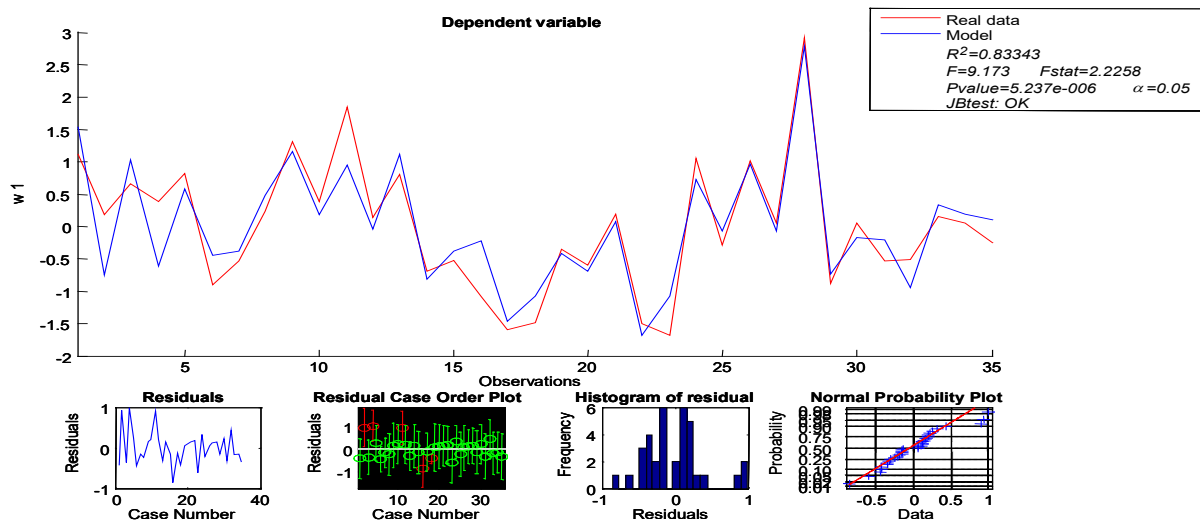 Dependent variable
Real data
Model
R²=0.83343
F=9.173 Fstat=2.2258
Pvalue=5.237e-006 α=0.05
JBtest: OK
3
2.5
2
1.5
1
0.5
0
-0.5
-1
-1.5
-2
w1
5
10
15
20
25
30
35
Observations
Residuals
1
0
-1
Residuals
0
20
40
Case Number
Residual Case Order Plot
1
0
-1
Residuals
10
20
30
Case Number
Histogram of residual
6
4
2
0
Frequency
-1
0
1
Residuals
Normal Probability Plot
0.75
0.50
0.25
Probability
-0.5
0
0.5
1
Data